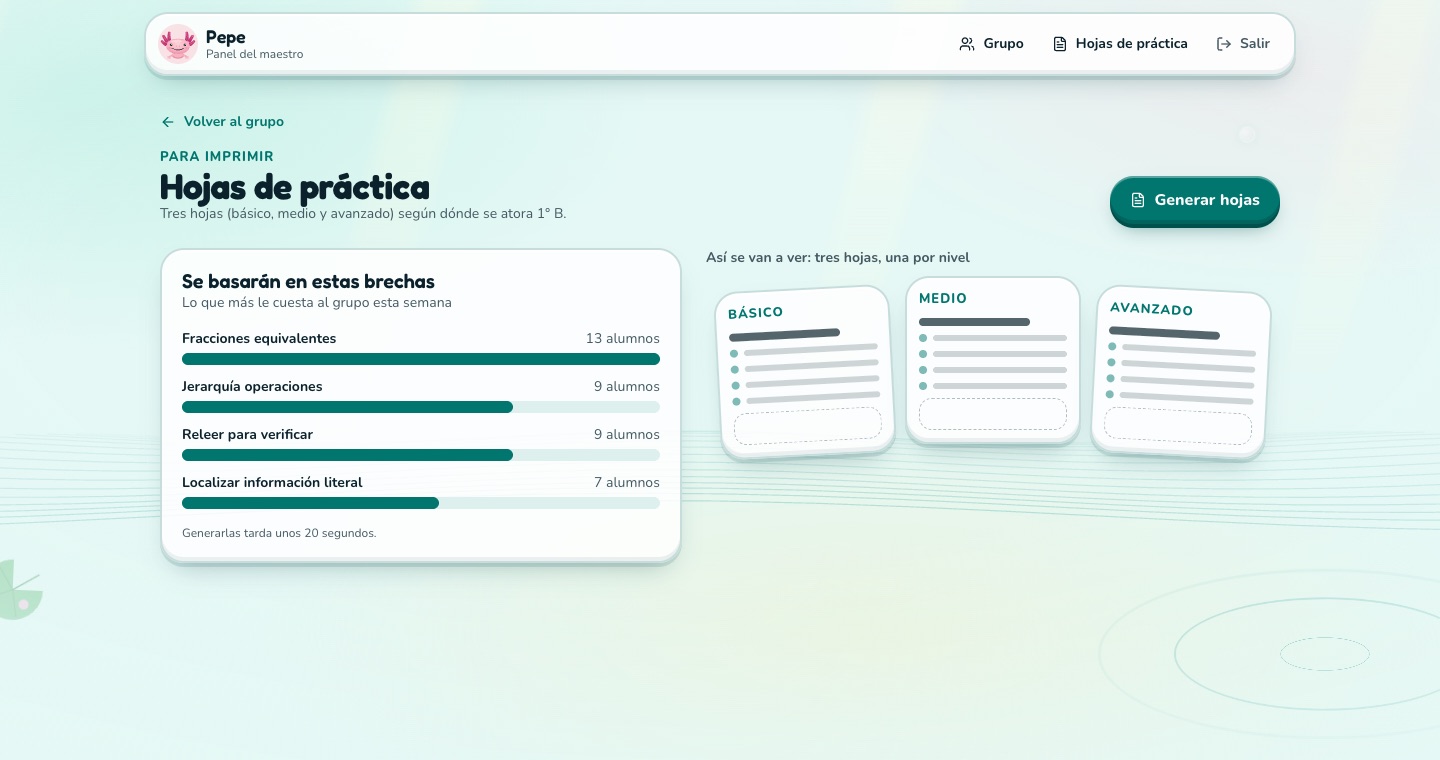 Pepe
Panel del maestro
Grupo
Hojas de práctica
Salir
Volver al grupo
PARA IMPRIMIR
Hojas de práctica
Tres hojas (básico, medio y avanzado) según dónde se atora 1° B.
Generar hojas
Se basarán en estas brechas
Lo que más le cuesta al grupo esta semana
Fracciones equivalentes 13 alumnos
Jerarquía operaciones 9 alumnos
Releer para verificar 9 alumnos
Localizar información literal 7 alumnos
Generarlas tarda unos 20 segundos.
Así se van a ver: tres hojas, una por nivel
BÁSICO
MEDIO
AVANZADO